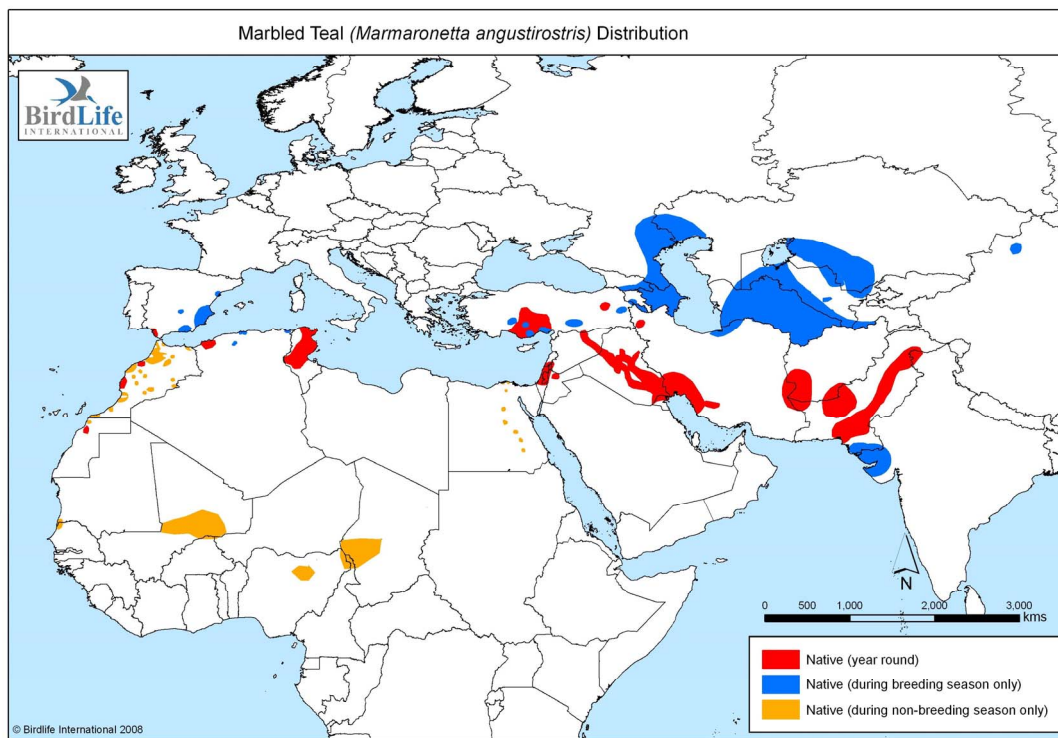 Marbled Teal (Marmaronetta angustirostris) Distribution
BirdLife
INTERNATIONAL
N
0 500 1,000 2,000 3,000
kms
Native (year round)
Native (during breeding season only)
Native (during non-breeding season only)
© Birdlife International 2008